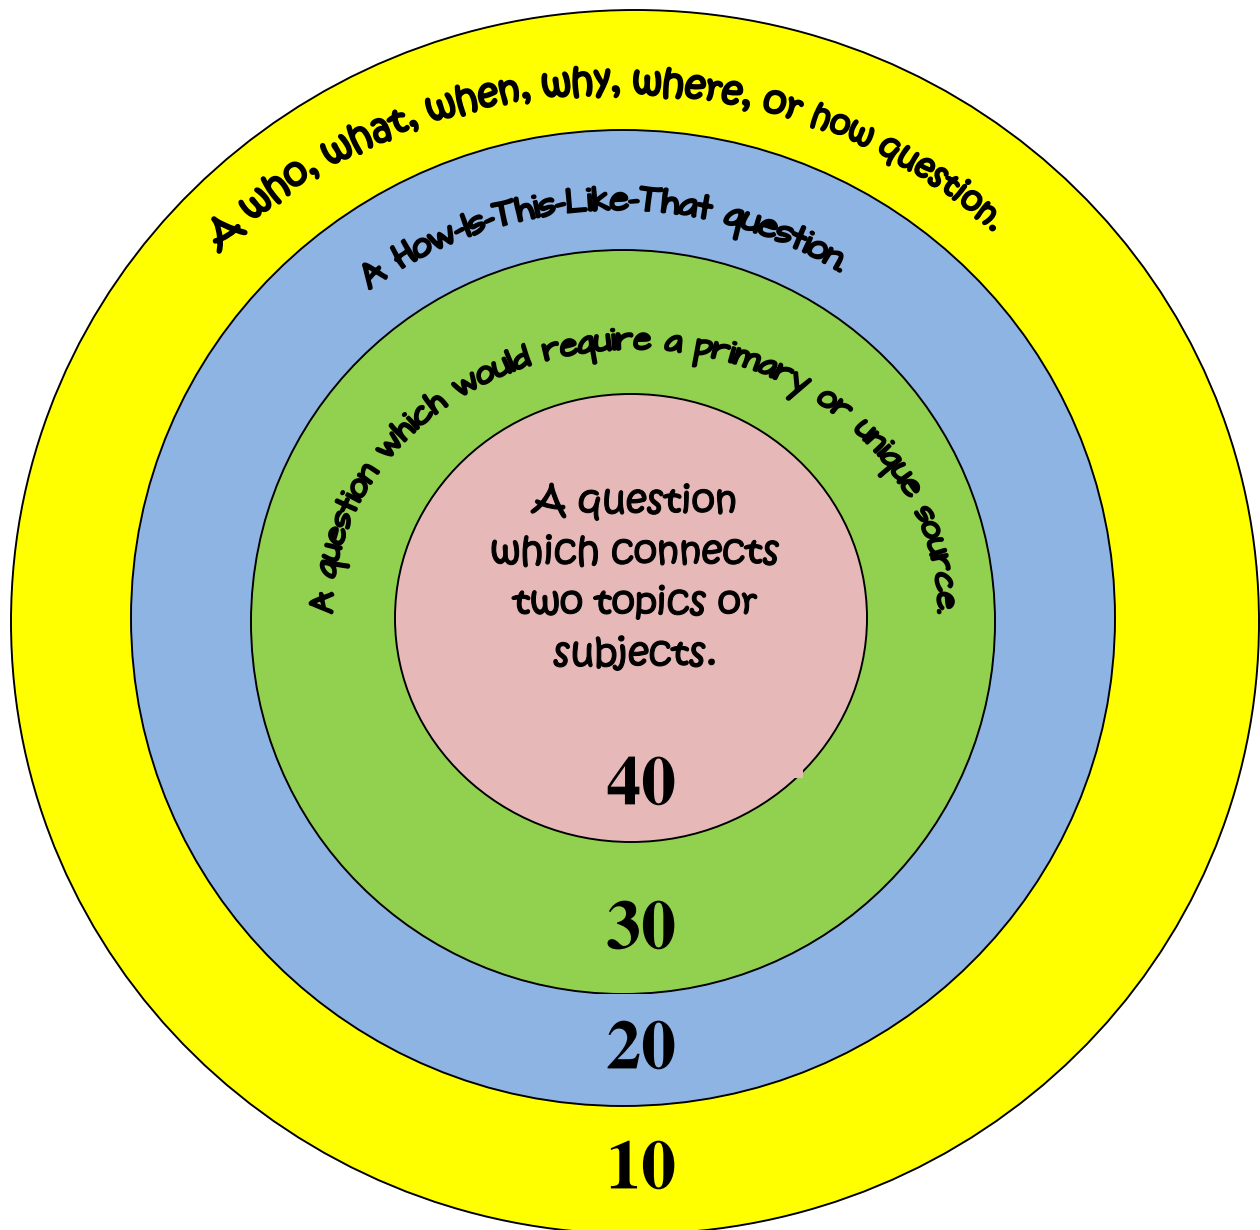 A who, what, when, why, where, or how question.
A How-Is-This-Like-That question.
A question which would require a primary or unique source.
A question
which connects
two topics or
subjects.
40
30
20
10